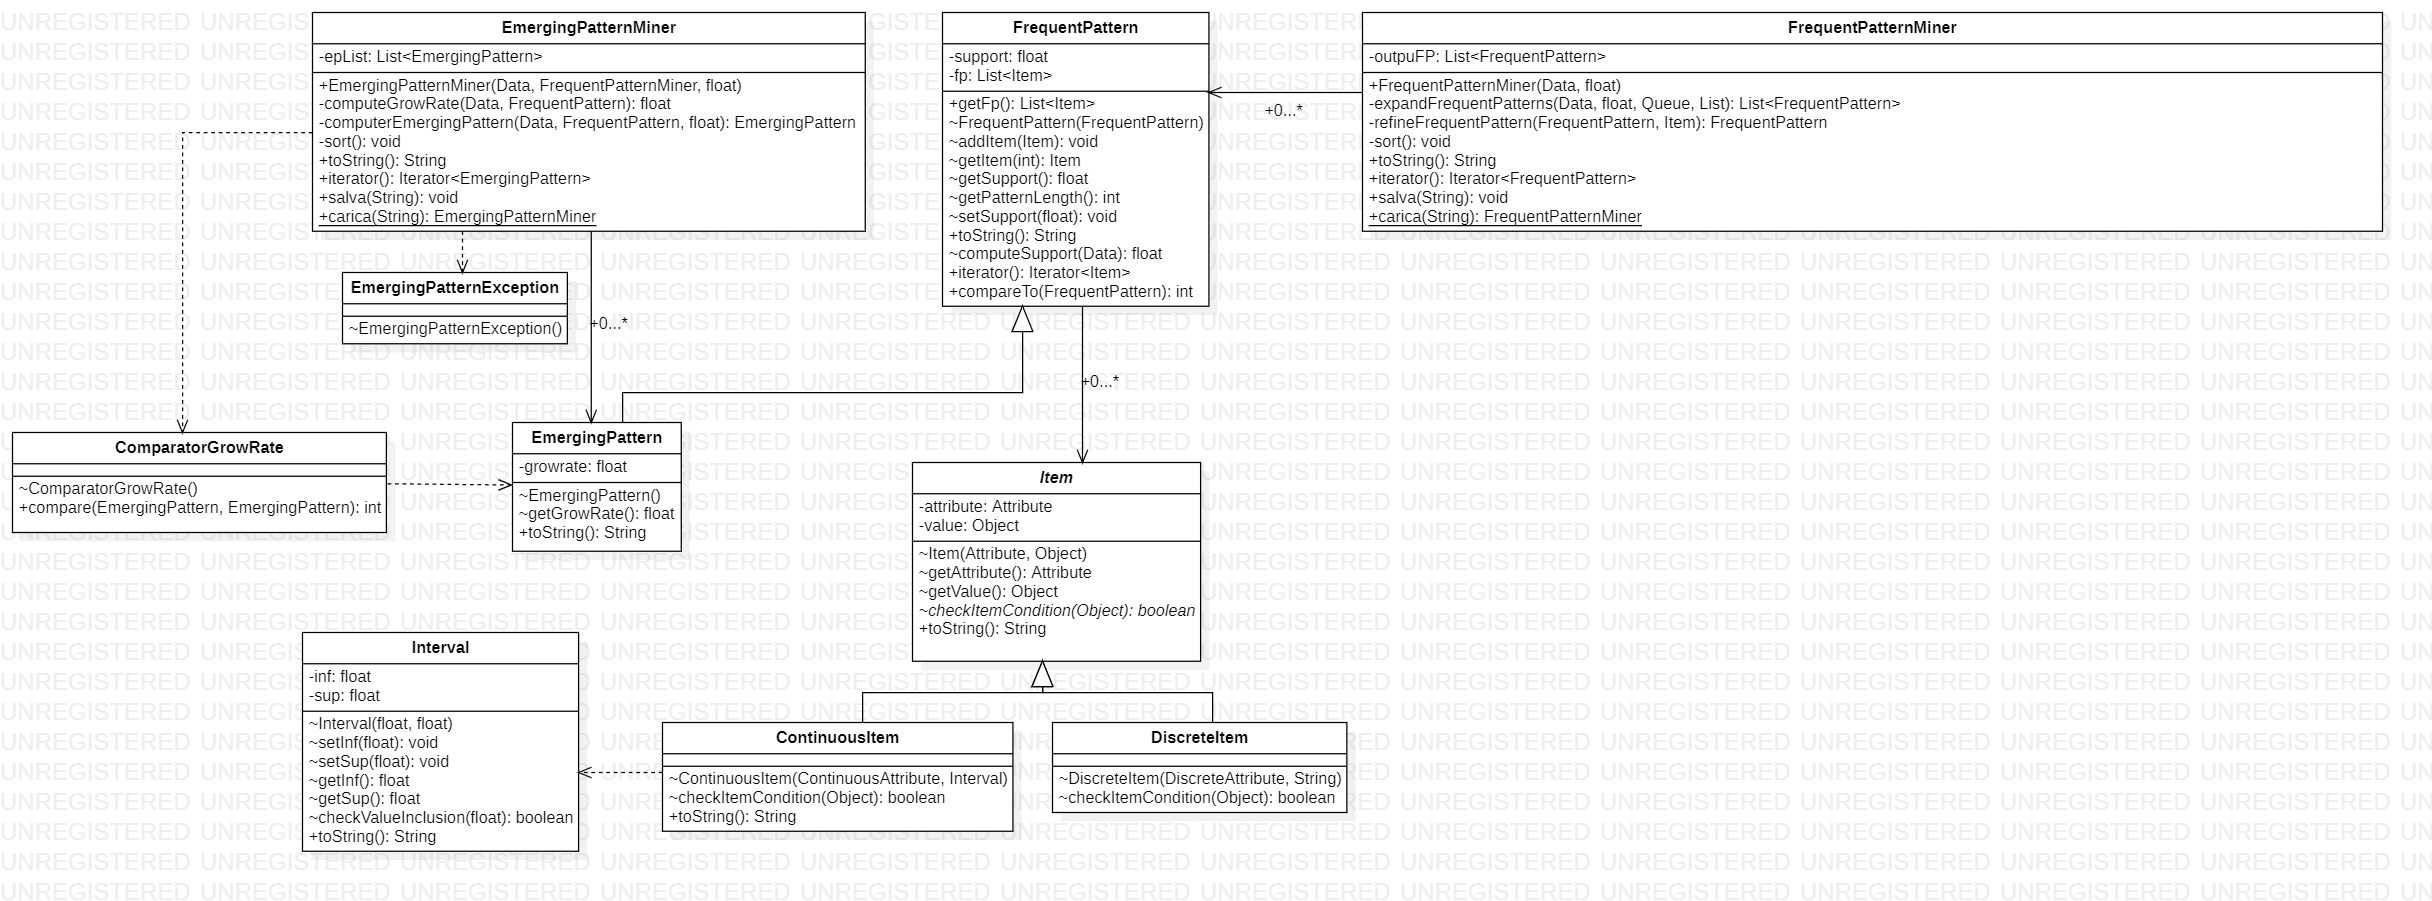 EmergingPatternMiner
-epList: List<EmergingPattern>
+EmergingPatternMiner(Data, FrequentPatternMiner, float)
-computeGrowRate(Data, FrequentPattern): float
-computerEmergingPattern(Data, FrequentPattern, float): EmergingPattern
-sort(): void
+toString(): String
+iterator(): Iterator<EmergingPattern>
+salva(String): void
+carica(String): EmergingPatternMiner
FrequentPattern
-support: float
-fp: List<Item>
+getFp(): List<Item>
~FrequentPattern(FrequentPattern)
~addItem(Item): void
~getItem(int): Item
~getSupport(): float
~getPatternLength(): int
~setSupport(float): void
+toString(): String
~computeSupport(Data): float
+iterator(): Iterator<Item>
+compareTo(FrequentPattern): int
+0...*
FrequentPatternMiner
-outpuFP: List<FrequentPattern>
+FrequentPatternMiner(Data, float)
-expandFrequentPatterns(Data, float, Queue, List): List<FrequentPattern>
-refineFrequentPattern(FrequentPattern, Item): FrequentPattern
-sort(): void
+toString(): String
+iterator(): Iterator<FrequentPattern>
+salva(String): void
+carica(String): FrequentPatternMiner
EmergingPatternException
~EmergingPatternException()
+0...*
+0...*
ComparatorGrowRate
~ComparatorGrowRate()
+compare(EmergingPattern, EmergingPattern): int
EmergingPattern
-growrate: float
~EmergingPattern()
~getGrowRate(): float
+toString(): String
Item
-attribute: Attribute
-value: Object
~Item(Attribute, Object)
~getAttribute(): Attribute
~getValue(): Object
~checkItemCondition(Object): boolean
+toString(): String
Interval
-inf: float
-sup: float
~Interval(float, float)
~setInf(float): void
~setSup(float): void
~getInf(): float
~getSup(): float
~checkValueInclusion(float): boolean
+toString(): String
ContinuousItem
~ContinuousItem(ContinuousAttribute, Interval)
~checkItemCondition(Object): boolean
+toString(): String
DiscreteItem
~DiscreteItem(DiscreteAttribute, String)
~checkItemCondition(Object): boolean
UNREGISTERED